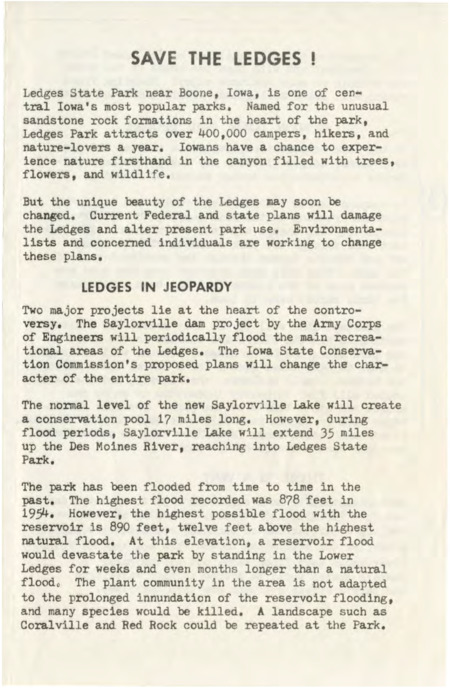 SAVE THE LEDGES !
Ledges State Park near Boone, Iowa, is one of cen-
tral Iowa's most popular parks. Named for the unusual
sandstone rock formations in the heart of the park,
Ledges Park attracts over 400,000 campers, hikers, and
nature-lovers a year. Iowans have a chance to exper-
ience nature firsthand in the canyon filled with trees,
flowers, and wildlife.
But the unique beauty of the Ledges may soon be
changed. Current Federal and state plans will damage
the Ledges and alter present park use. Environmenta-
lists and concerned individuals are working to change
these plans.
LEDGES IN JEOPARDY
Two major projects lie at the heart of the contro-
versy. The Saylorville dam project by the Army Corps
of Engineers will periodically flood the main recrea-
tional areas of the Ledges. The Iowa State Conserva-
tion Commission's proposed plans will change the char-
acter of the entire park.
The normal level of the new Saylorville Lake will create
a conservation pool 17 miles long. However, during
flood periods, Saylorville Lake will extend 35 miles
up the Des Moines River, reaching into Ledges State
Park.
The park has been flooded from time to time in the
past. The highest flood recorded was 878 feet in
1954. However, the highest possible flood with the
reservoir is 890 feet, twelve feet above the highest
natural flood. At this elevation, a reservoir flood
would devastate the park by standing in the Lower
Ledges for weeks and even months longer than a natural
flood. The plant community in the area is not adapted
to the prolonged innundation of the reservoir flooding,
and many species would be killed. A landscape such as
Coralville and Red Rock could be repeated at the Park.